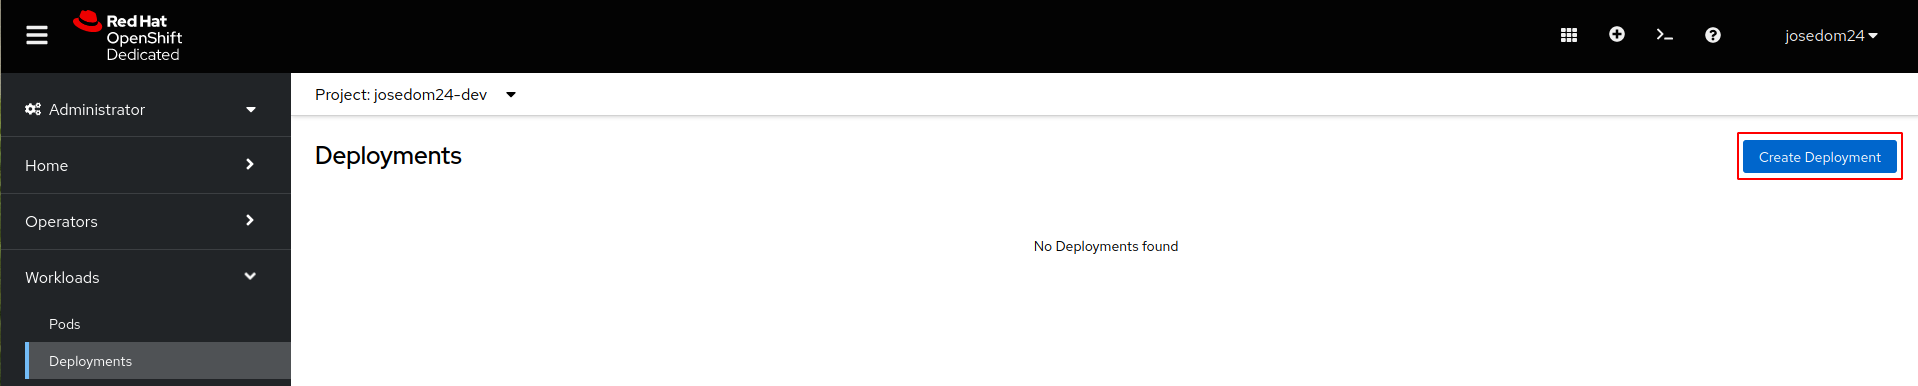 Red Hat
OpenShift
Dedicated
josedom24
Administrator
Home
Operators
Workloads
Pods
Deployments
Project: josedom24-dev
Deployments
Create Deployment
No Deployments found